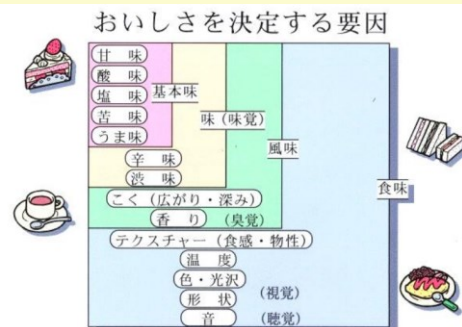 おいしさを決定する要因
甘 味
酸 味
塩 味
苦 味
うま味
基本味
辛 味
渋 味
味（味覚）
こく（広がり・深み）
香 り（臭覚）
風味
テクスチャー（食感・物性）
温 度
色・光沢
形 状
（視覚）
音（聴覚）
食味